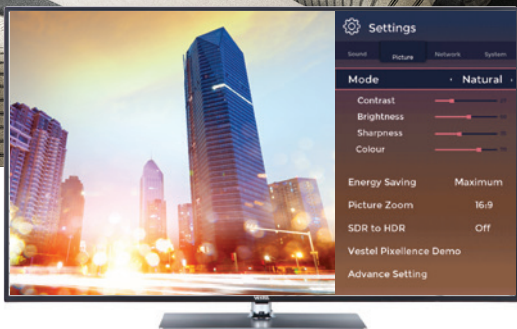 Settings
Sound Picture Network System
Mode Natural
Contrast
Brightness
Sharpness
Colour
Energy Saving Maximum
Picture Zoom 16:9
SDR to HDR Off
Vestel Pixellence Demo
Advance Setting
VESTEL